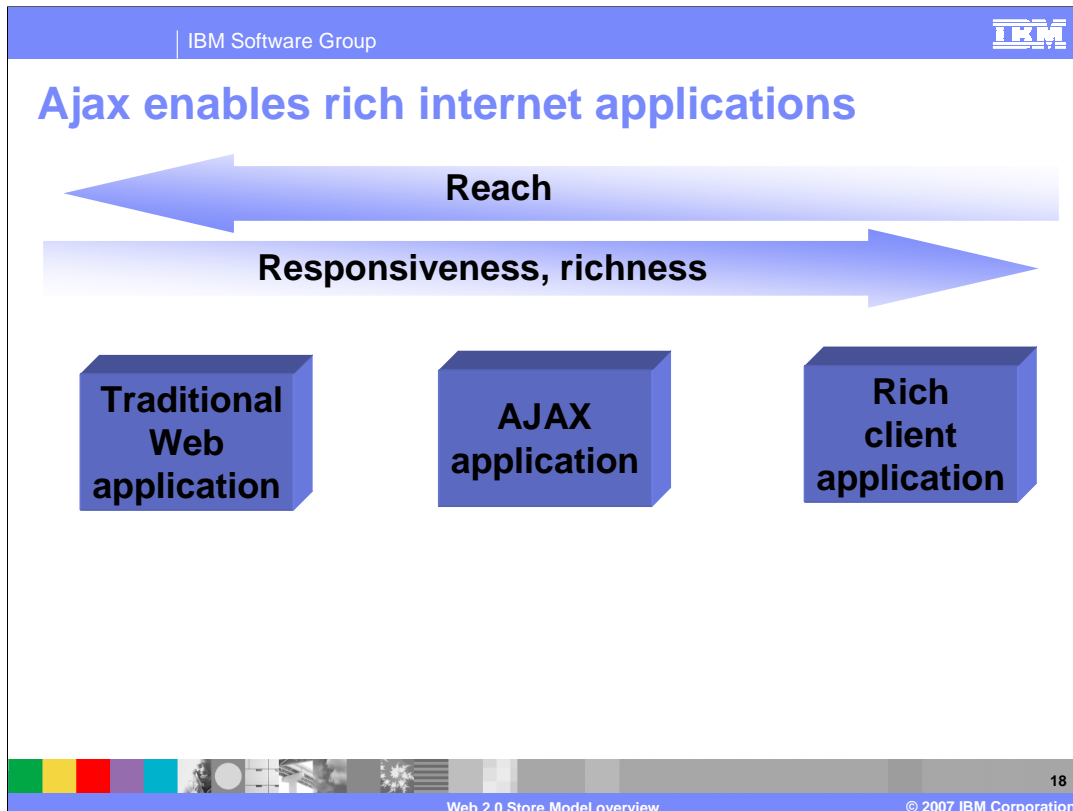 IBM Software Group
IBM
Ajax enables rich internet applications
Reach
Responsiveness, richness
Traditional
Web
application
AJAX
application
Rich
client
application
18
Web 2.0 Store Model overview
© 2007 IBM Corporation